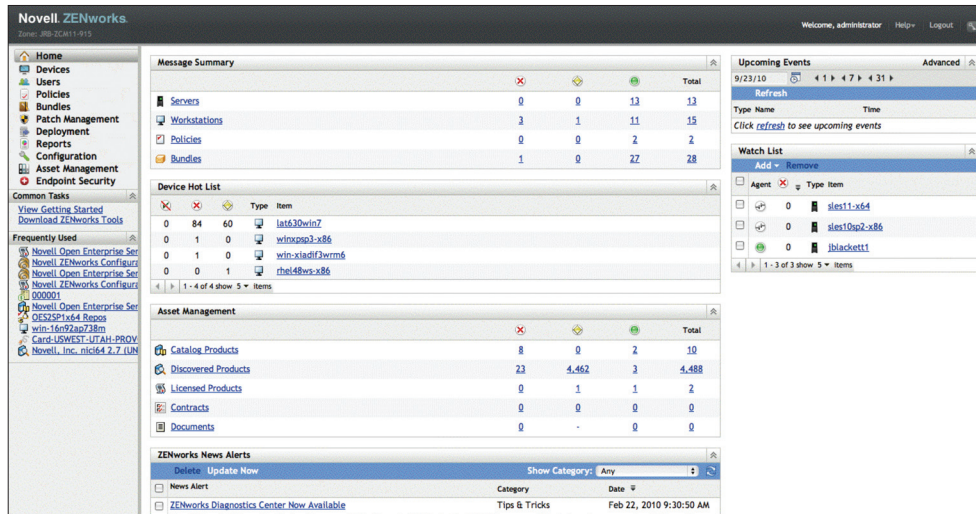 Novell. ZENworks.
Zone: JRB-ZCM11-915
Welcome, administrator Help Logout
Home
Devices
Users
Policies
Bundles
Patch Management
Deployment
Reports
Configuration
Asset Management
Endpoint Security
Common Tasks
View Getting Started
Download ZENworks Tools
Frequently Used
Novell Open Enterprise Ser
Novell ZENworks Configura
Novell Open Enterprise Ser
Novell ZENworks Configura
000001
Novell Open Enterprise Ser
OES2SP1x64 Repos
win-16n92ap738m
Card-USWEST-UTAH-PROV
Novell, Inc. nici64 2.7 (UN
Message Summary
Total
Servers 0 0 13 13
Workstations 3 1 11 15
Policies 0 0 2 2
Bundles 1 0 27 28
Device Hot List
Type Item
0 84 60 lat630win7
0 1 0 winxpsp3-x86
0 1 0 win-xiadif3wrm6
0 0 1 rhel48ws-x86
1 - 4 of 4 show 5 items
Asset Management
Total
Catalog Products 8 0 2 10
Discovered Products 23 4,462 3 4,488
Licensed Products 0 1 1 2
Contracts 0 0 0 0
Documents 0 - 0 0
ZENworks News Alerts
Delete Update Now Show Category: Any
News Alert Category Date
ZENworks Diagnostics Center Now Available Tips & Tricks Feb 22, 2010 9:30:50 AM
Upcoming Events Advanced
9/23/10 1 7 31
Refresh
Type Name Time
Click refresh to see upcoming events
Watch List
Add Remove
Agent Type Item
0 sles11-x64
0 sles10sp2-x86
0 jblackett1
1 - 3 of 3 show 5 items